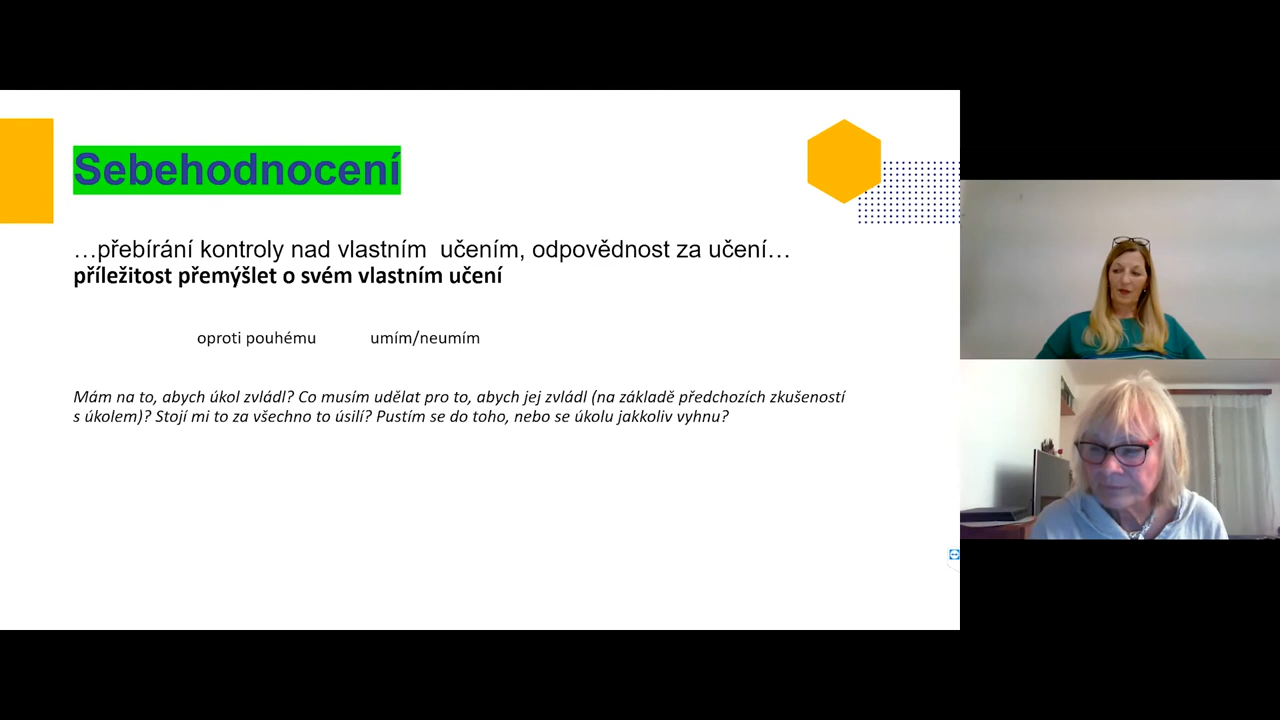 Sebehodnocení
…přebírání kontroly nad vlastním  učením, odpovědnost za učení…
příležitost přemýšlet o svém vlastním učení
oproti pouhému umím/neumím
Mám na to, abych úkol zvládl? Co musím udělat pro to, abych jej zvládl (na základě předchozích zkušeností
s úkolem)? Stojí mi to za všechno to úsilí? Pustím se do toho, nebo se úkolu jakkoliv vyhnu?